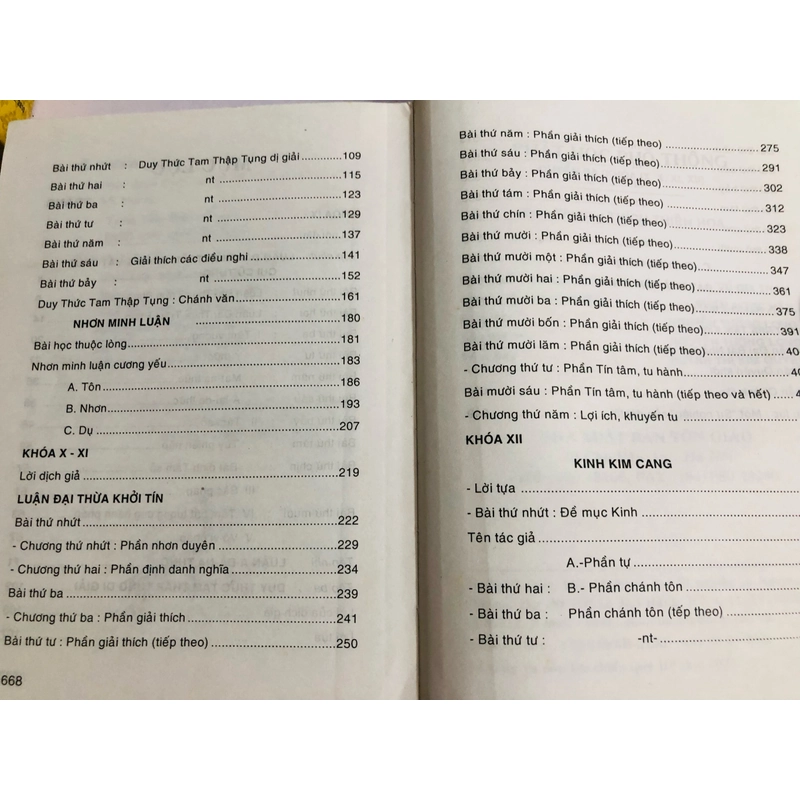 Bài thứ nhứt : Duy Thức Tam Thập Tụng dị giải.............109
Bài thứ hai : nt ................................115
Bài thứ ba : nt ................................123
Bài thứ tư : nt ................................129
Bài thứ năm : nt ................................137
Bài thứ sáu : Giải thích các điều nghi ......................141
Bài thứ bảy : nt ................................152
Duy Thức Tam Thập Tụng : Chánh văn......................161
NHƠN MINH LUẬN ...................................180
Bài học thuộc lòng................................................181
Nhơn minh luận cương yếu....................................183
A. Tôn............................................186
B. Nhơn.........................................193
C. Dụ.............................................207
KHÓA X - XI
Lời dịch giả .......................................................219
LUẬN ĐẠI THỪA KHỞI TÍN
Bài thứ nhứt.......................................................222
- Chương thứ nhứt : Phần nhơn duyên....................229
- Chương thứ hai : Phần định danh nghĩa................234
Bài thứ ba .........................................................239
- Chương thứ ba : Phần giải thích ..........................241
Bài thứ tư : Phần giải thích (tiếp theo) ......................250
668
Bài thứ năm : Phần giải thích (tiếp theo) .....................275
Bài thứ sáu : Phần giải thích (tiếp theo) ......................291
Bài thứ bảy : Phần giải thích (tiếp theo) ......................302
Bài thứ tám : Phần giải thích (tiếp theo) .....................312
Bài thứ chín : Phần giải thích (tiếp theo) .....................323
Bài thứ mười : Phần giải thích (tiếp theo) ....................338
Bài thứ mười một : Phần giải thích (tiếp theo) .............347
Bài thứ mười hai : Phần giải thích (tiếp theo) ..............361
Bài thứ mười ba : Phần giải thích (tiếp theo) ...............375
Bài thứ mười bốn : Phần giải thích (tiếp theo) .............391
Bài thứ mười lăm : Phần giải thích (tiếp theo) .............
- Chương thứ tư : Phần Tín tâm, tu hành .....................
Bài mười sáu : Phần Tín tâm, tu hành (tiếp theo và hết)...
- Chương thứ năm : Lợi ích, khuyến tu ......................
KHÓA XII
KINH KIM CANG
- Lời tựa ..............................................................
- Bài thứ nhứt : Đề mục Kinh ..................................
Tên tác giả ..........................................................
A.-Phần tự ...............................
- Bài thứ hai : B.- Phần chánh tôn ........................
- Bài thứ ba : Phần chánh tôn (tếp theo) ..............
- Bài thứ tư : -nt-..................................